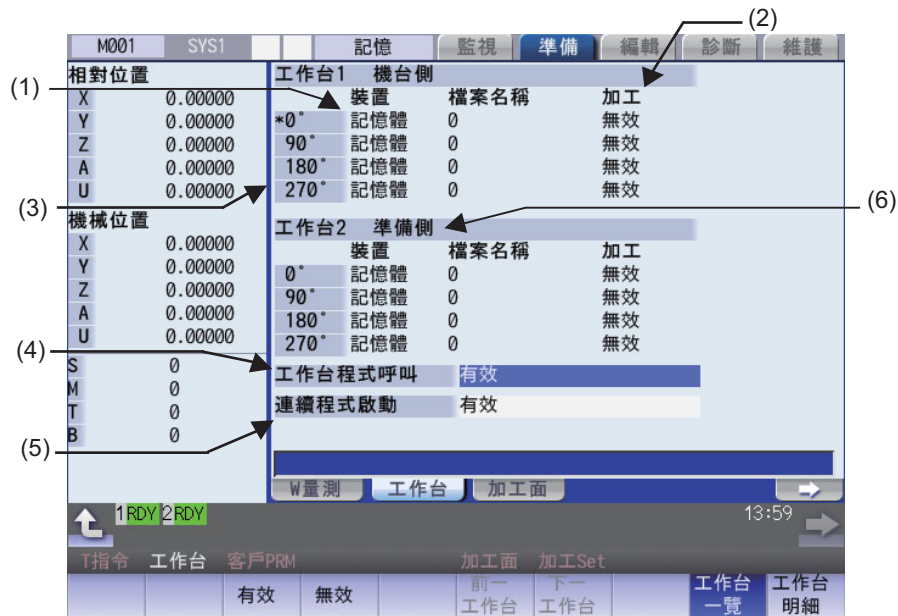 (2)
M001 SYS1 記憶 監視 準備 編輯 診斷 維護
相對位置
X 0.00000
Y 0.00000
Z 0.00000
A 0.00000
U 0.00000
機械位置
X 0.00000
Y 0.00000
Z 0.00000
A 0.00000
U 0.00000
S 0
M 0
T 0
B 0
(1)
(3)
(4)
(5)
(6)
工作台1 機台側
裝置 檔案名稱 加工
*0° 記憶體 0 無效
90° 記憶體 0 無效
180° 記憶體 0 無效
270° 記憶體 0 無效
工作台2 準備側
裝置 檔案名稱 加工
0° 記憶體 0 無效
90° 記憶體 0 無效
180° 記憶體 0 無效
270° 記憶體 0 無效
工作台程式呼叫 有效
連續程式啟動 有效
W量測 工作台 加工面
1RDY 2RDY 13:59
T指令 工作台 客戶PRM 加工面 加工Set
有效 無效 前一 下一 工作台 工作台
工作台 工作台 一覽 明細